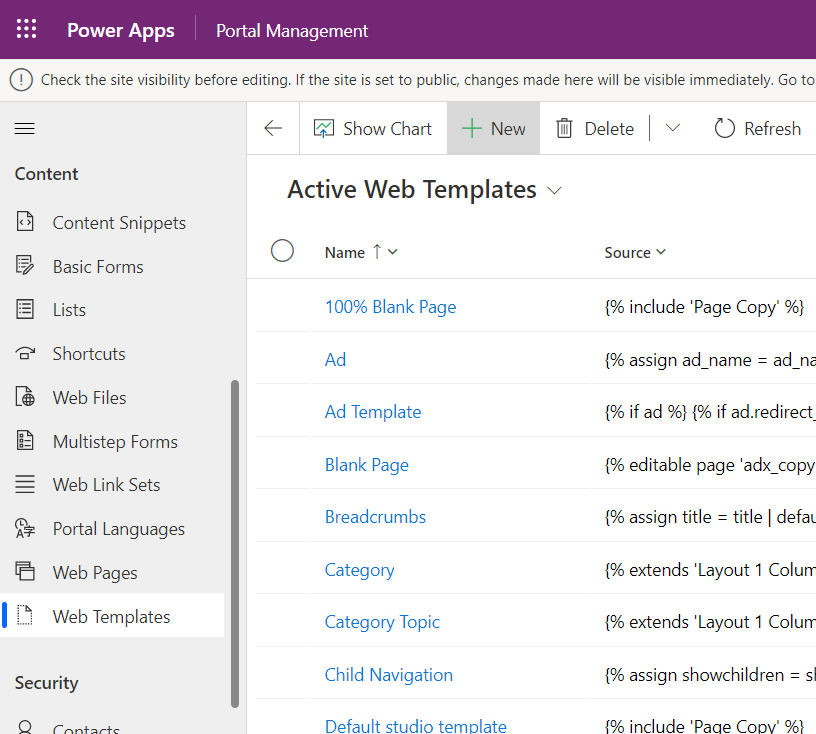 Power Apps Portal Management
Check the site visibility before editing. If the site is set to public, changes made here will be visible immediately. Go to
Show Chart New Delete Refresh
Content
Content Snippets
Basic Forms
Lists
Shortcuts
Web Files
Multistep Forms
Web Link Sets
Portal Languages
Web Pages
Web Templates
Security
Contacts
Active Web Templates
Name Source
100% Blank Page {% include 'Page Copy' %}
Ad {% assign ad_name = ad_na
Ad Template {% if ad %} {% if ad.redirect_
Blank Page {% editable page 'adx_copy
Breadcrumbs {% assign title = title | defau
Category {% extends 'Layout 1 Colum
Category Topic {% extends 'Layout 1 Colum
Child Navigation {% assign showchildren = sh
Default studio template {% include 'Page Copy' %}